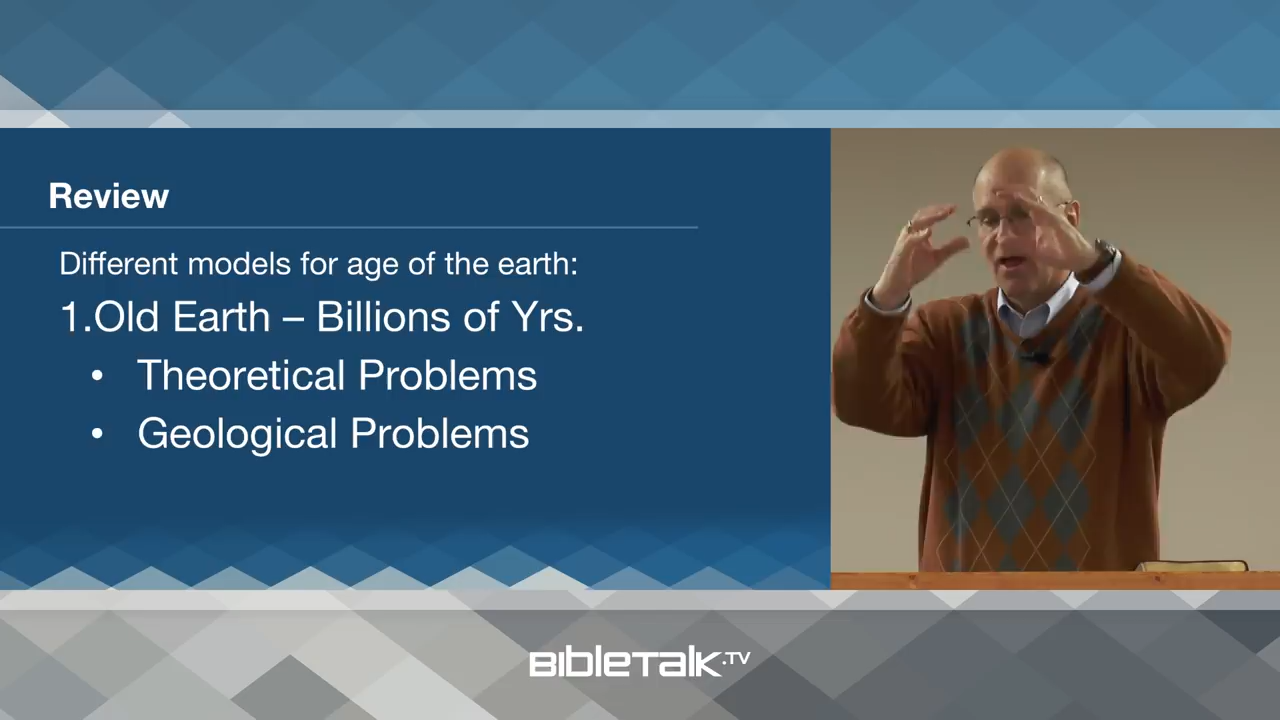 Review
Different models for age of the earth:
1.Old Earth – Billions of Yrs.
• Theoretical Problems
• Geological Problems
BibleTalk.TV